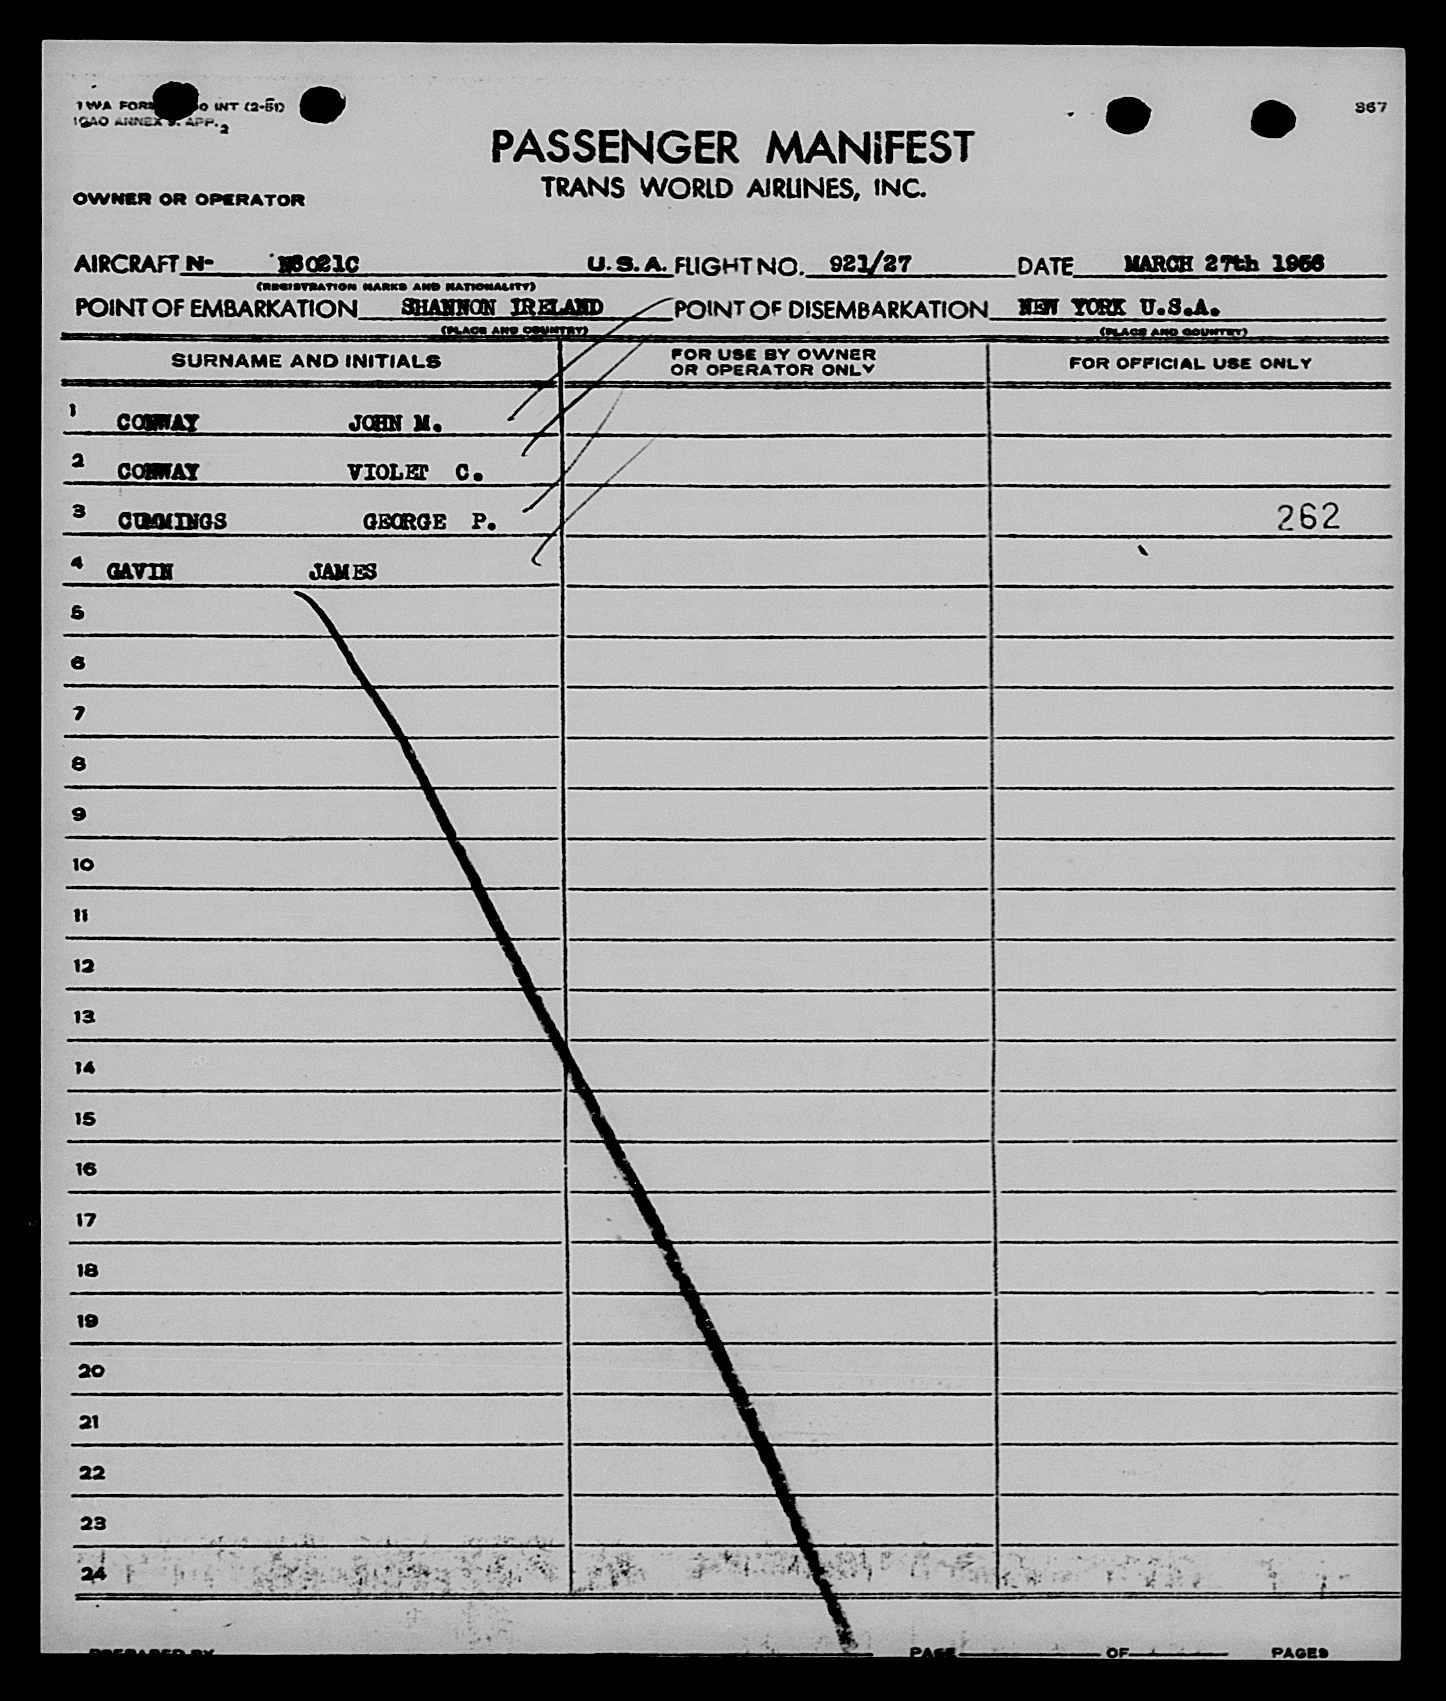 TWA FORM O INT (2-51) 867
ICAO ANNEX 9. APP. 2
PASSENGER MANIFEST
TRANS WORLD AIRLINES, INC.
OWNER OR OPERATOR
AIRCRAFT N- N6021C U.S.A. FLIGHT NO. 921/27 DATE MARCH 27th 1956
(REGISTRATION MARKS AND NATIONALITY)
POINT OF EMBARKATION SHANNON IRELAND POINT OF DISEMBARKATION NEW YORK U.S.A.
(PLACE AND COUNTRY) (PLACE AND COUNTRY)
SURNAME AND INITIALS FOR USE BY OWNER OR OPERATOR ONLY FOR OFFICIAL USE ONLY
1 CONWAY JOHN M.
2 CONWAY VIOLET C.
3 CUMMINGS GEORGE P. 262
4 GAVIN JAMES
5
6
7
8
9
10
11
12
13
14
15
16
17
18
19
20
21
22
23
24
PREPARED BY PAGE OF PAGES